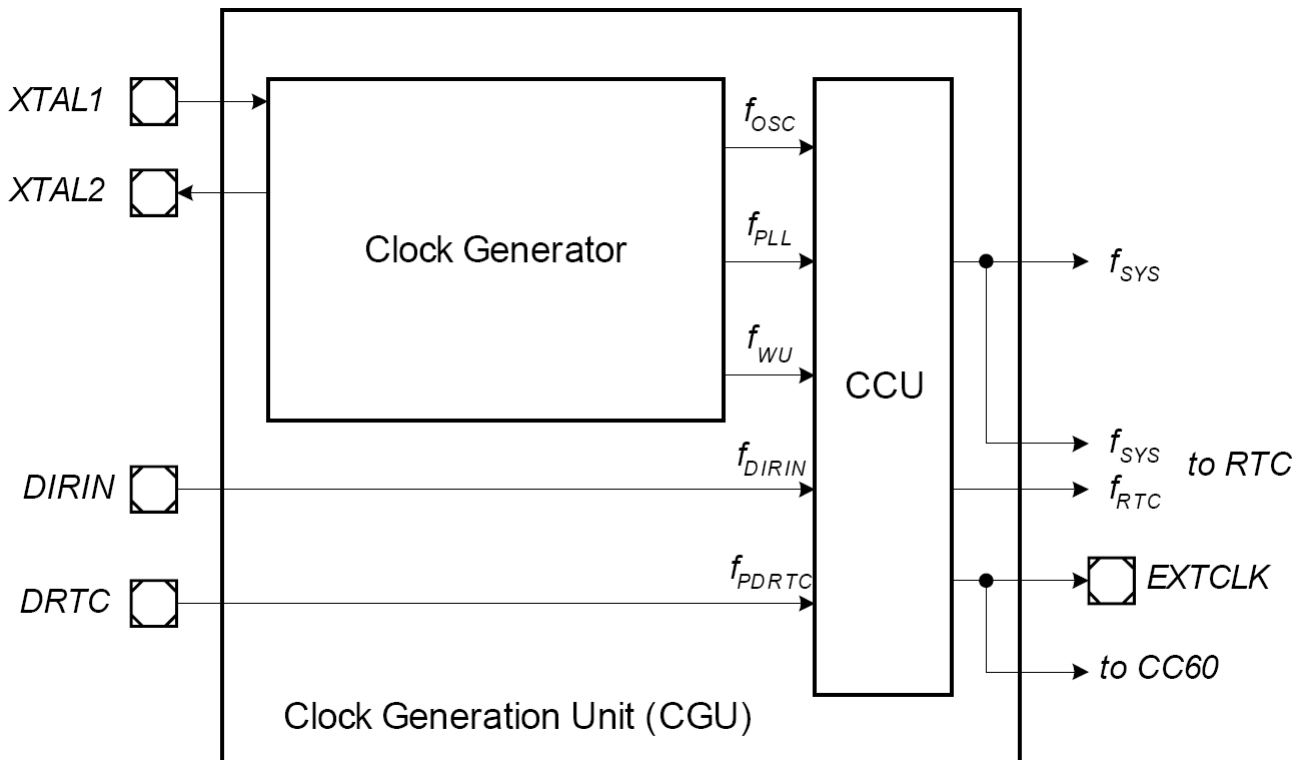 XTAL1
XTAL2
Clock Generator
f_OSC
f_PLL
f_WU
CCU
f_SYS
f_SYS
to RTC
f_RTC
DIRIN
f_DIRIN
DRTC
f_PDRTC
EXTCLK
to CC60
Clock Generation Unit (CGU)